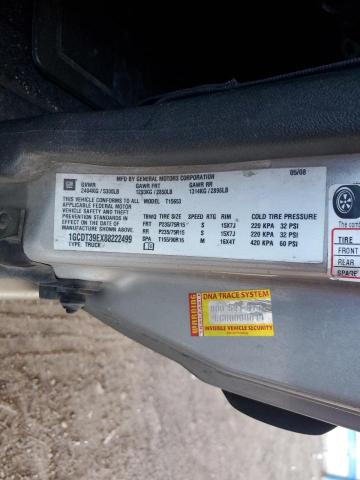 MFD BY GENERAL MOTORS CORPORATION 05/08
GM GVWR GAWR FRT GAWR RR
2404KG / 5300LB 1293KG / 2850LB 1314KG / 2896LB
THIS VEHICLE CONFORMS TO ALL
APPLICABLE FEDERAL MOTOR
VEHICLE SAFETY, BUMPER, AND
THEFT PREVENTION STANDARDS
IN EFFECT ON THE DATE OF
MANUFACTURE SHOWN ABOVE.
1GCDT39EX88222499
TYPE: TRUCK
MODEL: T15653
TRWD TIRE SIZE SPEED RTG RIM COLD TIRE PRESSURE
FRT P235/75R15 S 15X7J 220 KPA 32 PSI
RR P235/75R15 S 15X7J 220 KPA 32 PSI
SPA T155/90R16 M 16X4T 420 KPA 60 PSI
WARNING
DNA TRACE SYSTEM
INVISIBLE VEHICLE SECURITY
TIRE
FRONT
REAR
SPARE